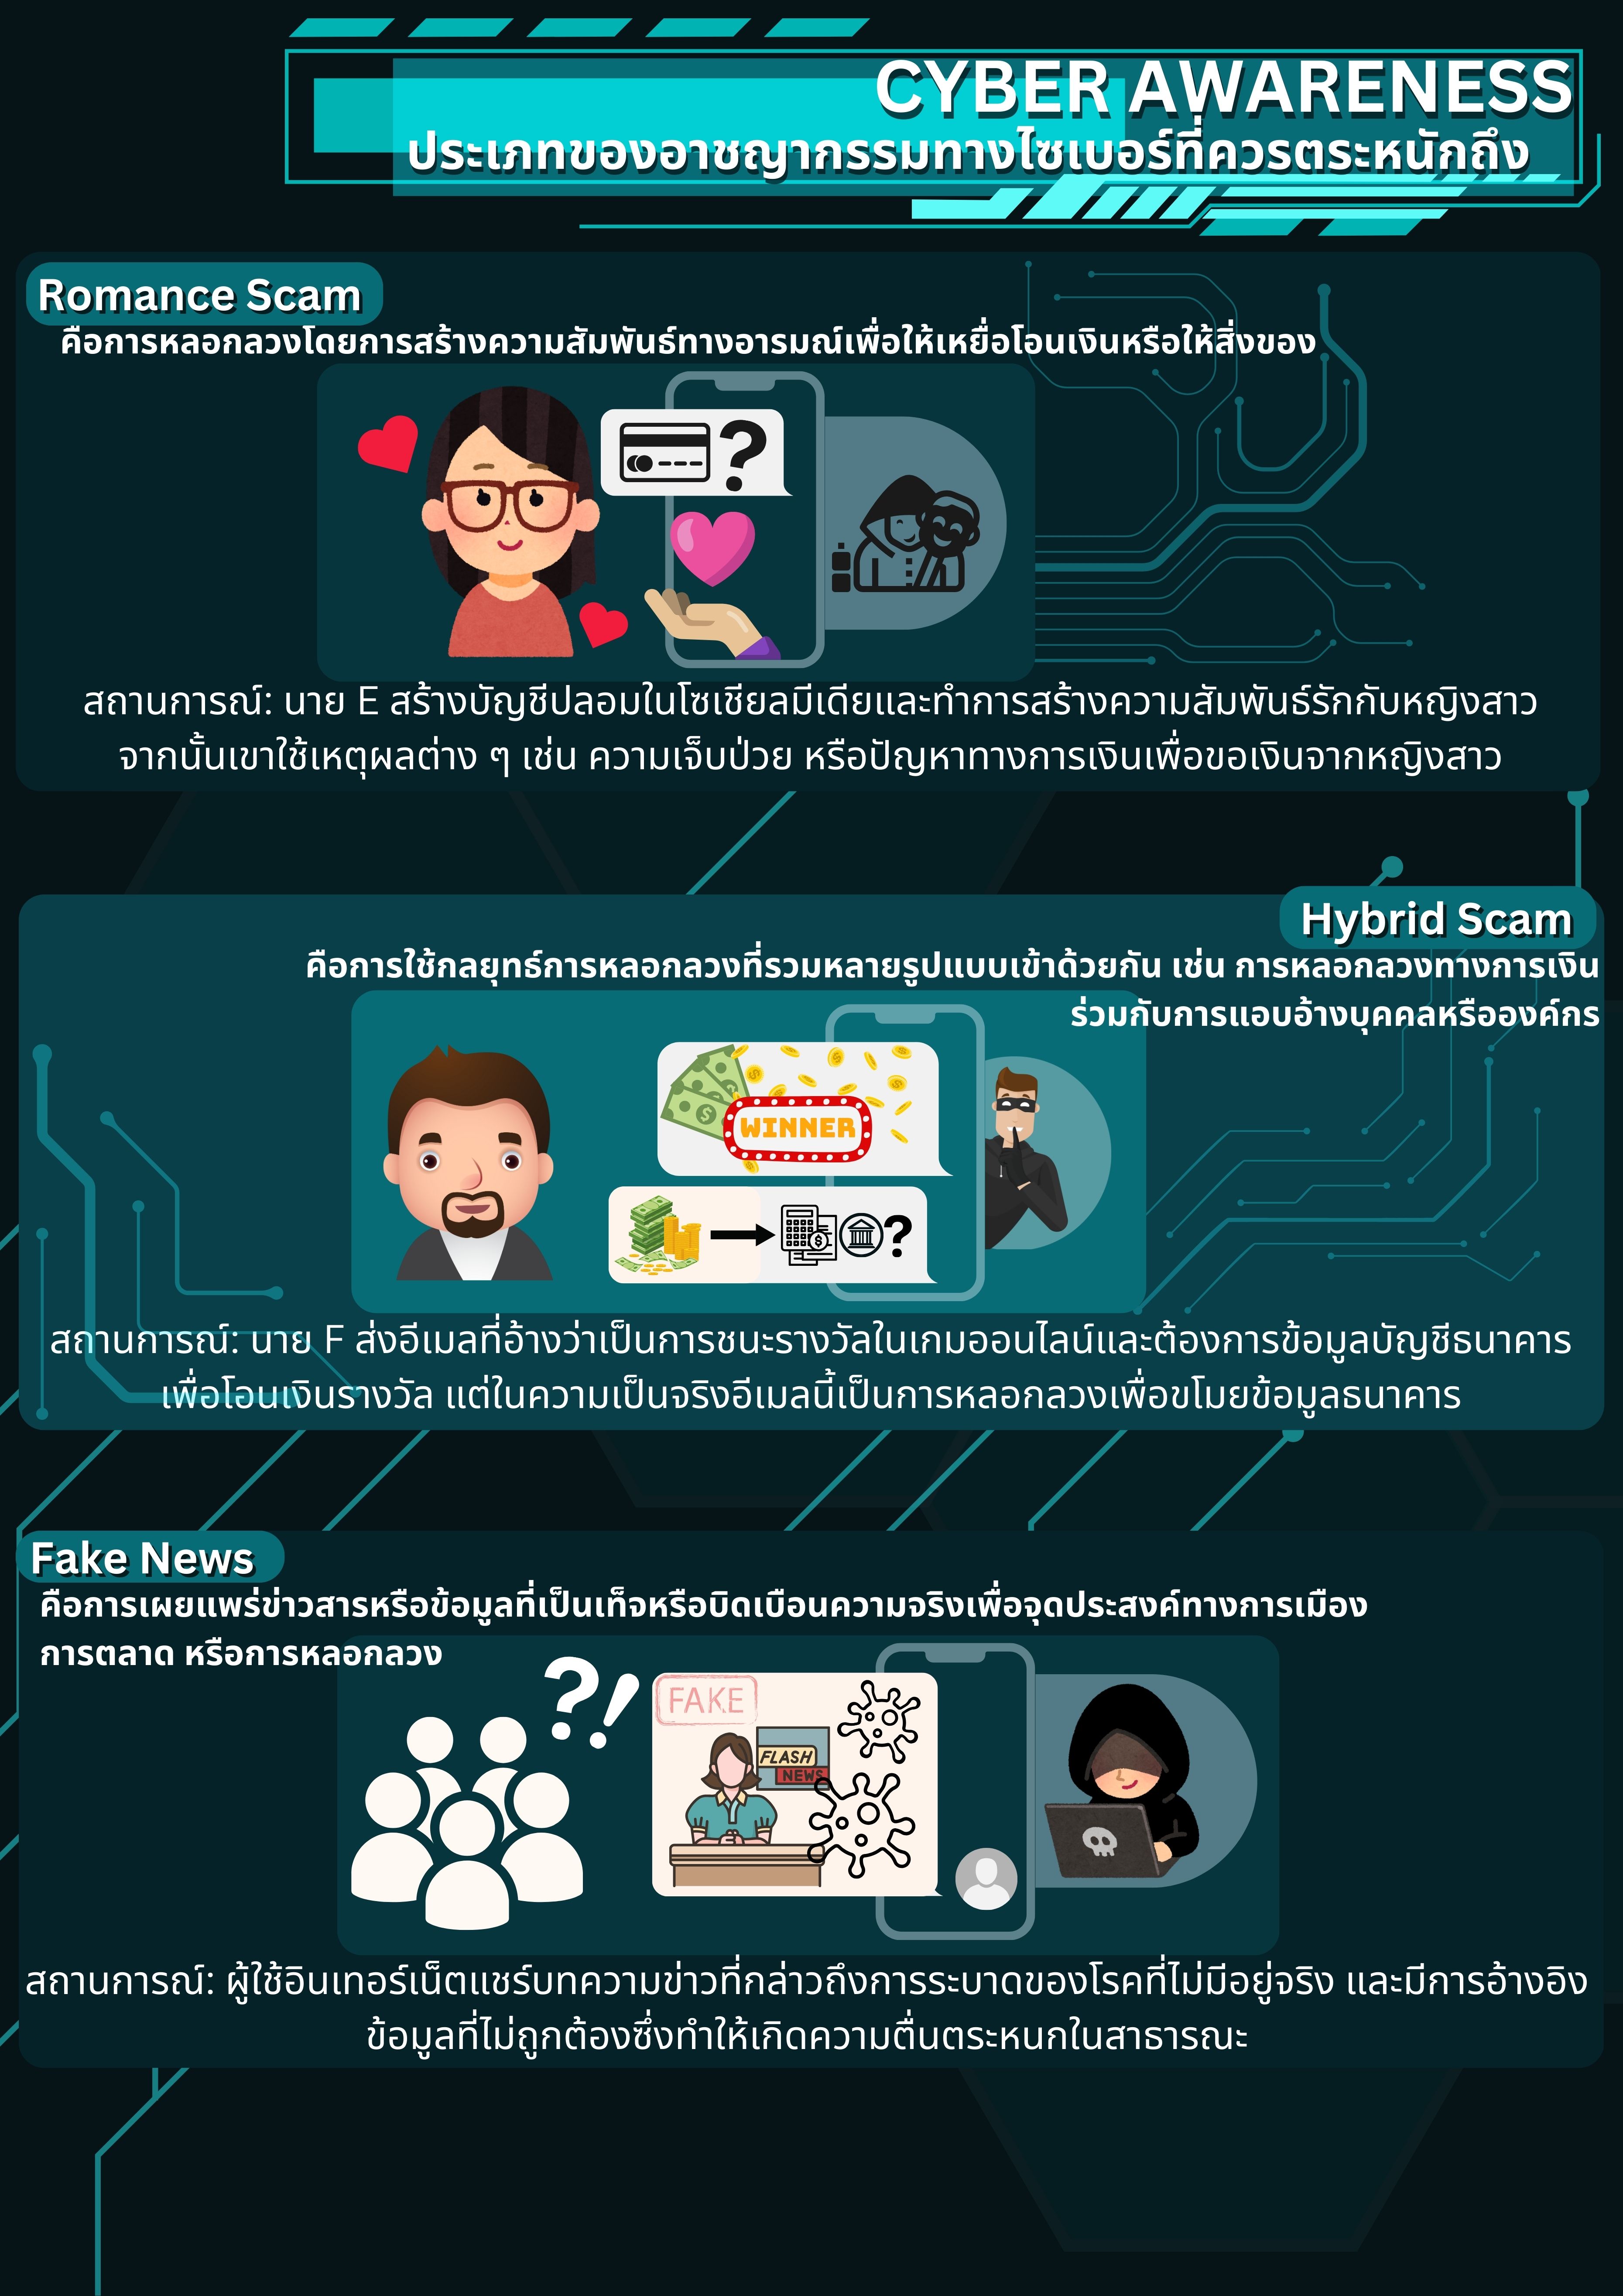 CYBER AWARENESS
ประเภทของอาชญากรรมทางไซเบอร์ที่ควรตระหนักถึง
Romance Scam
คือการหลอกลวงโดยการสร้างความสัมพันธ์ทางอารมณ์เพื่อให้เหยื่อโอนเงินหรือให้สิ่งของ
?
สถานการณ์: นาย E สร้างบัญชีปลอมในโซเชียลมีเดียและทำการสร้างความสัมพันธ์รักกับหญิงสาว
จากนั้นเขาใช้เหตุผลต่าง ๆ เช่น ความเจ็บป่วย หรือปัญหาทางการเงินเพื่อขอเงินจากหญิงสาว
Hybrid Scam
คือการใช้กลยุทธ์การหลอกลวงที่รวมหลายรูปแบบเข้าด้วยกัน เช่น การหลอกลวงทางการเงิน
ร่วมกับการแอบอ้างบุคคลหรือองค์กร
WINNER
?
สถานการณ์: นาย F ส่งอีเมลที่อ้างว่าเป็นการชนะรางวัลในเกมออนไลน์และต้องการข้อมูลบัญชีธนาคาร
เพื่อโอนเงินรางวัล แต่ในความเป็นจริงอีเมลนี้เป็นการหลอกลวงเพื่อขโมยข้อมูลธนาคาร
Fake News
คือการเผยแพร่ข่าวสารหรือข้อมูลที่เป็นเท็จหรือบิดเบือนความจริงเพื่อจุดประสงค์ทางการเมือง
การตลาด หรือการหลอกลวง
?!
FAKE
FLASH
NEWS
สถานการณ์: ผู้ใช้อินเทอร์เน็ตแชร์บทความข่าวที่กล่าวถึงการระบาดของโรคที่ไม่มีอยู่จริง และมีการอ้างอิง
ข้อมูลที่ไม่ถูกต้องซึ่งทำให้เกิดความตื่นตระหนกในสาธารณะ